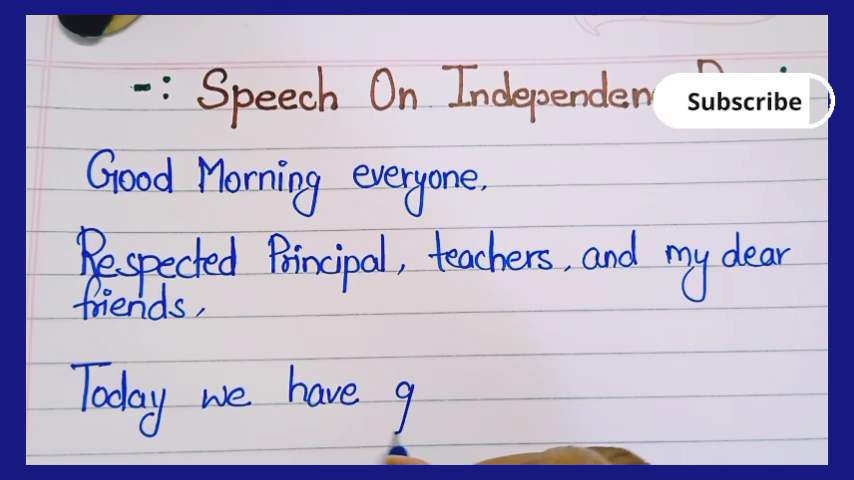 -: Speech On Independen
Subscribe
Good Morning everyone,
Respected Principal, teachers, and my dear
friends,
Today we have g